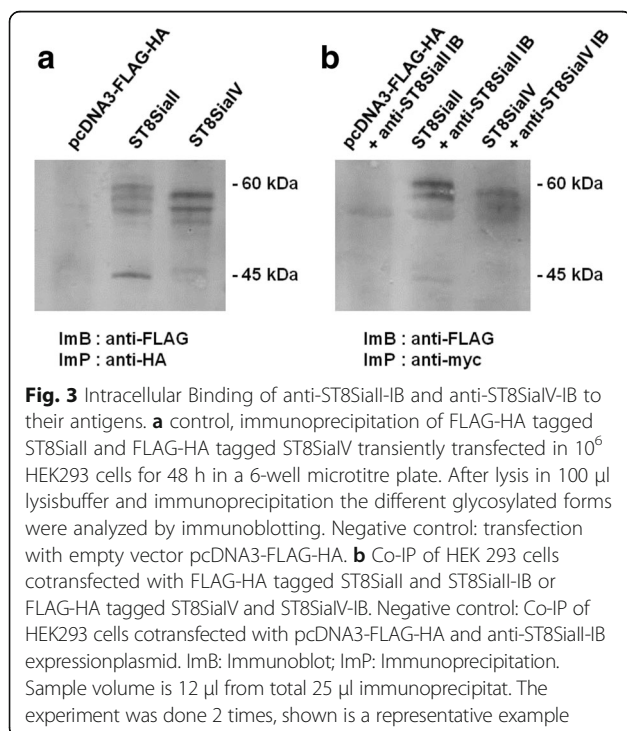 a
b
pcDNA3-FLAG-HA
ST8SiaII
ST8SiaIV
pcDNA3-FLAG-HA
+ anti-ST8SiaII IB
ST8SiaII
+ anti-ST8SiaII IB
ST8SiaIV
+ anti-ST8SiaIV IB
- 60 kDa
- 45 kDa
- 60 kDa
- 45 kDa
ImB : anti-FLAG
ImP : anti-HA
ImB : anti-FLAG
ImP : anti-myc
Fig. 3 Intracellular Binding of anti-ST8SiaII-IB and anti-ST8SiaIV-IB to
their antigens. a control, immunoprecipitation of FLAG-HA tagged
ST8SiaII and FLAG-HA tagged ST8SiaIV transiently transfected in 10⁶
HEK293 cells for 48 h in a 6-well microtitre plate. After lysis in 100 μl
lysisbuffer and immunoprecipitation the different glycosylated forms
were analyzed by immunoblotting. Negative control: transfection
with empty vector pcDNA3-FLAG-HA. b Co-IP of HEK 293 cells
cotransfected with FLAG-HA tagged ST8SiaII and ST8SiaII-IB or
FLAG-HA tagged ST8SiaIV and ST8SiaIV-IB. Negative control: Co-IP of
HEK293 cells cotransfected with pcDNA3-FLAG-HA and anti-ST8SiaII-IB
expressionplasmid. ImB: Immunoblot; ImP: Immunoprecipitation.
Sample volume is 12 μl from total 25 μl immunoprecipitat. The
experiment was done 2 times, shown is a representative example